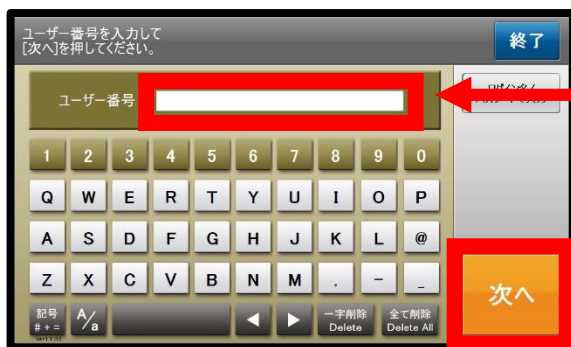 ユーザー番号を入力して
[次へ]を押してください。
終了
ユーザー番号
1 2 3 4 5 6 7 8 9 0
Q W E R T Y U I O P
A S D F G H J K L @
Z X C V B N M . - _
次へ
記号
# + =
A/a
◀ ▶
一字削除
Delete
全て削除
Delete All